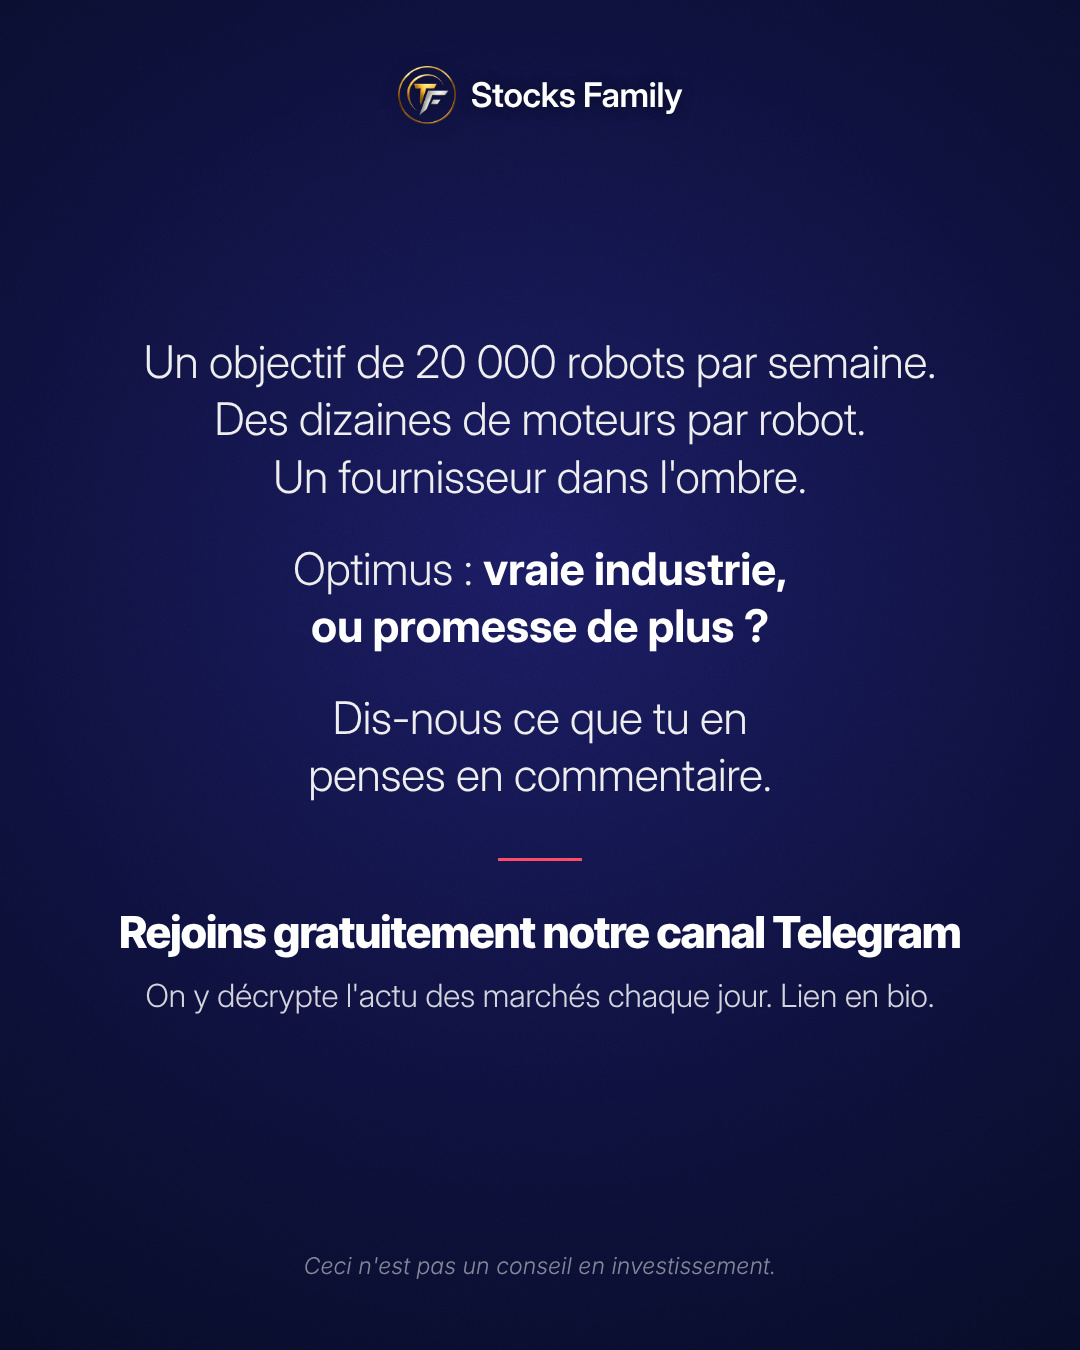 TF Stocks Family
Un objectif de 20 000 robots par semaine.
Des dizaines de moteurs par robot.
Un fournisseur dans l'ombre.
Optimus : vraie industrie,
ou promesse de plus ?
Dis-nous ce que tu en
penses en commentaire.
Rejoins gratuitement notre canal Telegram
On y décrypte l'actu des marchés chaque jour. Lien en bio.
Ceci n'est pas un conseil en investissement.